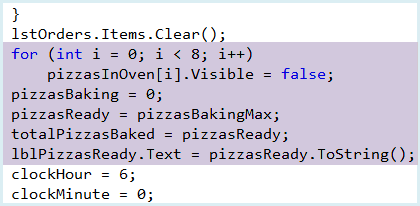 }
lstOrders.Items.Clear();
for (int i = 0; i < 8; i++)
    pizzasInOven[i].Visible = false;
pizzasBaking = 0;
pizzasReady = pizzasBakingMax;
totalPizzasBaked = pizzasReady;
lblPizzasReady.Text = pizzasReady.ToString();
clockHour = 6;
clockMinute = 0;